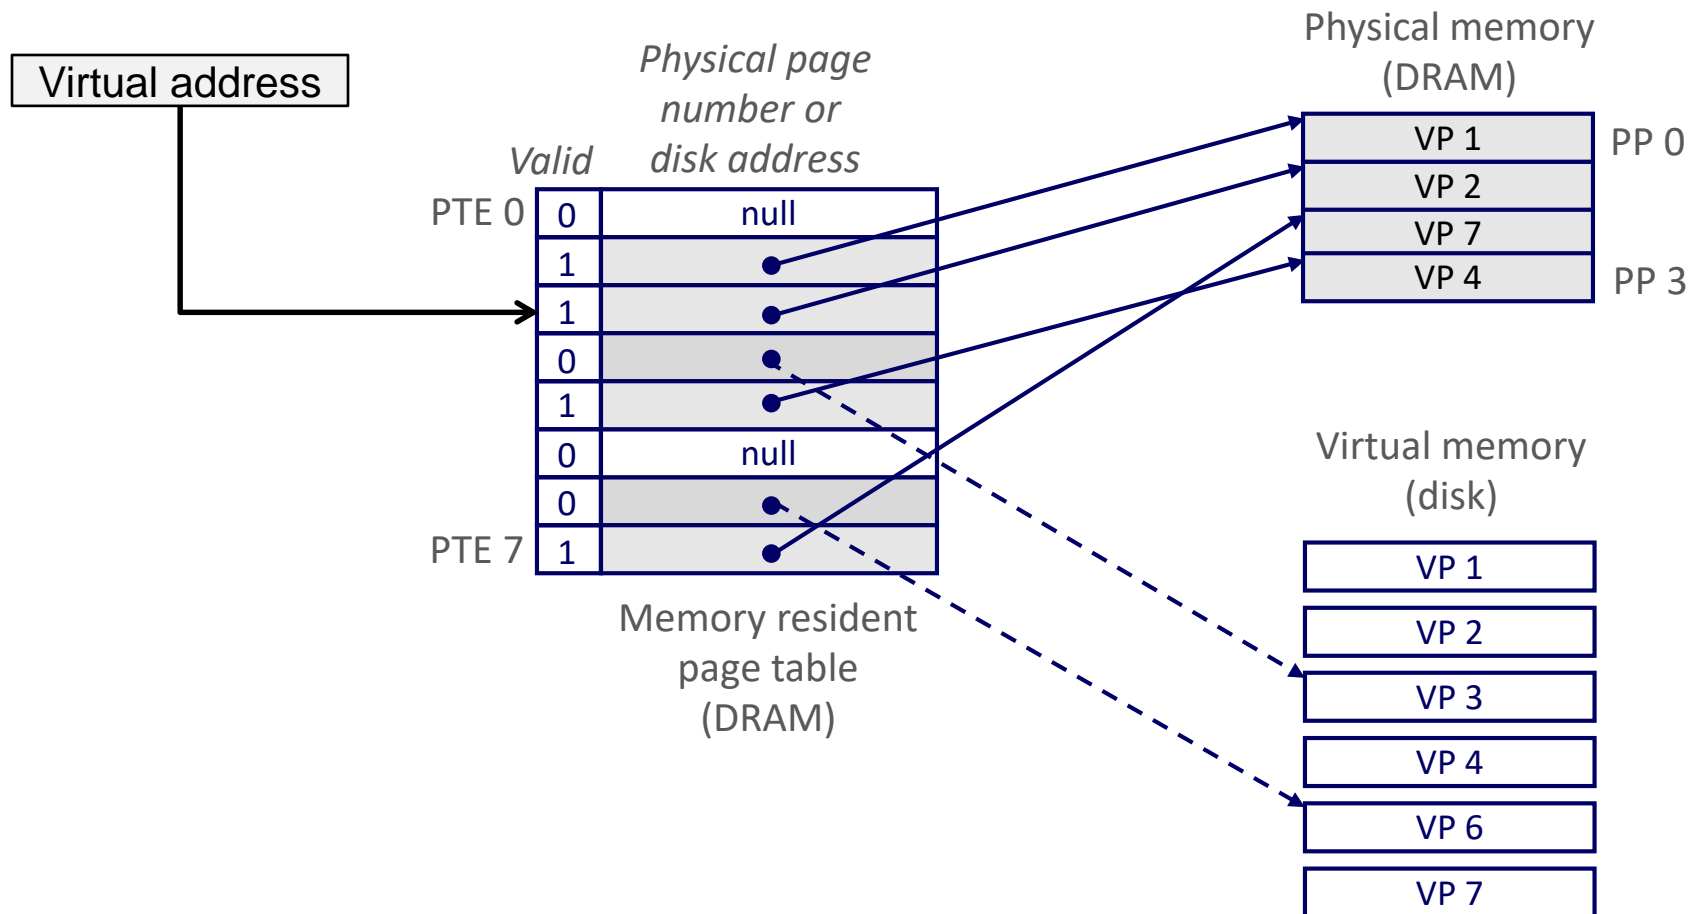 Virtual address
Physical page
number or
disk address
Valid
PTE 0
0
null
1
1
0
1
0
null
0
PTE 7
1
Memory resident
page table
(DRAM)
Physical memory
(DRAM)
VP 1
PP 0
VP 2
VP 7
VP 4
PP 3
Virtual memory
(disk)
VP 1
VP 2
VP 3
VP 4
VP 6
VP 7